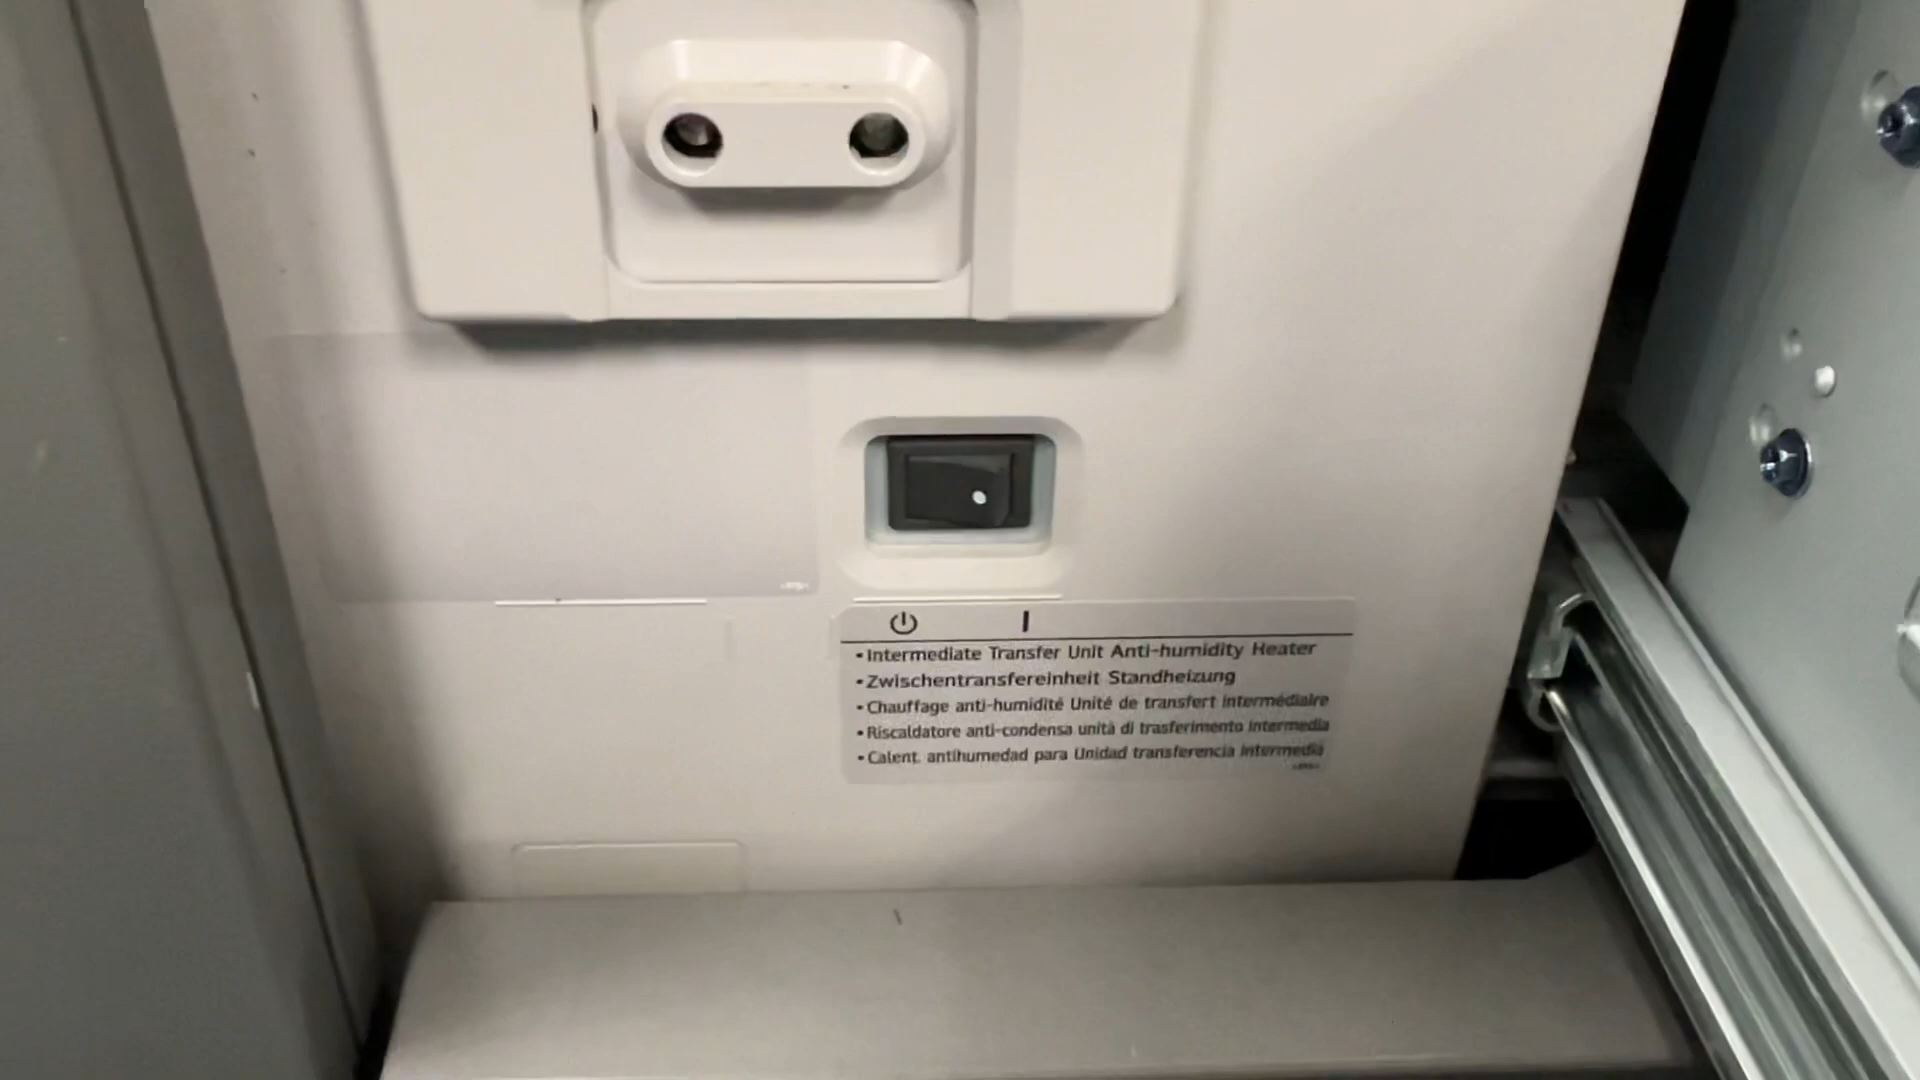 I
•Intermediate Transfer Unit Anti-humidity Heater
•Zwischentransfereinheit Standheizung
•Chauffage anti-humidité Unité de transfert intermédiaire
•Riscaldatore anti-condensa unità di trasferimento intermedia
•Calent. antihumedad para Unidad transferencia intermedia